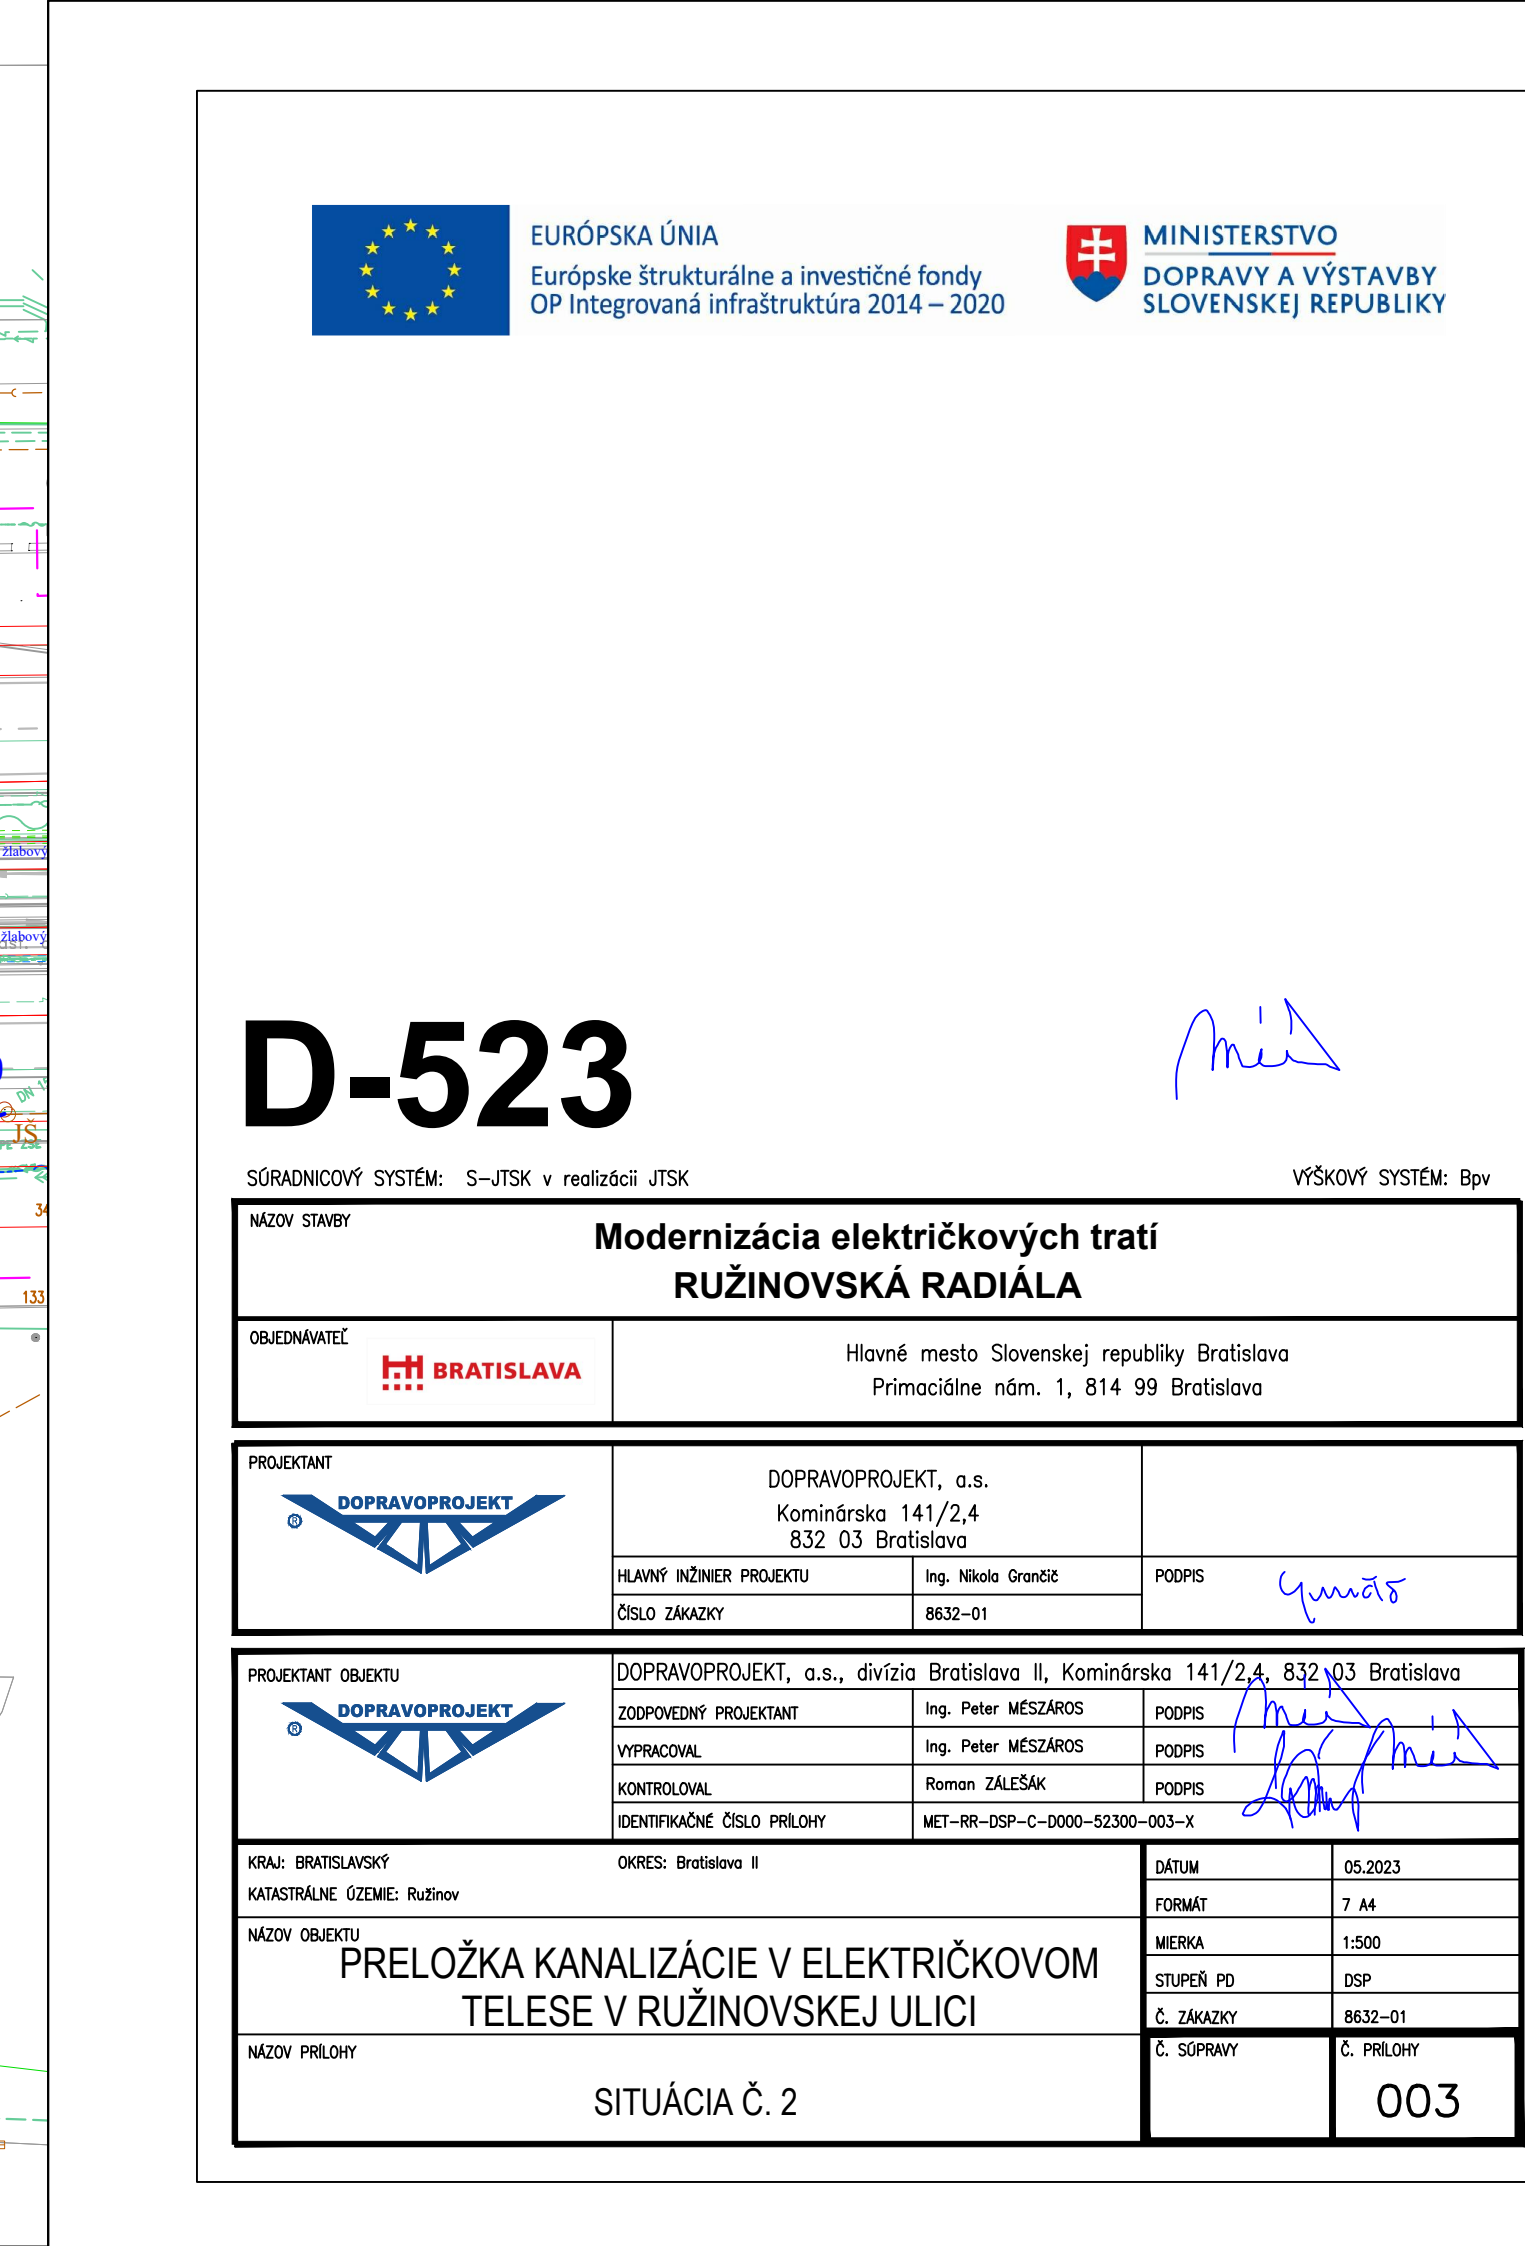 EURÓPSKA ÚNIA
Európske štrukturálne a investičné fondy
OP Integrovaná infraštruktúra 2014 – 2020
MINISTERSTVO
DOPRAVY A VÝSTAVBY
SLOVENSKEJ REPUBLIKY
žlabový
žlabový
DN
JŠ
34
133
D-523
SÚRADNICOVÝ SYSTÉM: S-JTSK v realizácii JTSK
VÝŠKOVÝ SYSTÉM: Bpv
NÁZOV STAVBY
Modernizácia električkových tratí
RUŽINOVSKÁ RADIÁLA
OBJEDNÁVATEĽ
BRATISLAVA
Hlavné mesto Slovenskej republiky Bratislava
Primaciálne nám. 1, 814 99 Bratislava
PROJEKTANT
DOPRAVOPROJEKT
®
DOPRAVOPROJEKT, a.s.
Kominárska 141/2,4
832 03 Bratislava
HLAVNÝ INŽINIER PROJEKTU
Ing. Nikola Grančič
PODPIS
ČÍSLO ZÁKAZKY
8632-01
PROJEKTANT OBJEKTU
DOPRAVOPROJEKT
®
DOPRAVOPROJEKT, a.s., divízia Bratislava II, Kominárska 141/2,4, 832 03 Bratislava
ZODPOVEDNÝ PROJEKTANT
Ing. Peter MÉSZÁROS
PODPIS
VYPRACOVAL
Ing. Peter MÉSZÁROS
PODPIS
KONTROLOVAL
Roman ZÁLEŠÁK
PODPIS
IDENTIFIKAČNÉ ČÍSLO PRÍLOHY
MET-RR-DSP-C-D000-52300-003-X
KRAJ: BRATISLAVSKÝ
OKRES: Bratislava II
KATASTRÁLNE ÚZEMIE: Ružinov
DÁTUM
05.2023
FORMÁT
7 A4
MIERKA
1:500
STUPEŇ PD
DSP
Č. ZÁKAZKY
8632-01
NÁZOV OBJEKTU
PRELOŽKA KANALIZÁCIE V ELEKTRIČKOVOM
TELESE V RUŽINOVSKEJ ULICI
NÁZOV PRÍLOHY
SITUÁCIA Č. 2
Č. SÚPRAVY
Č. PRÍLOHY
003